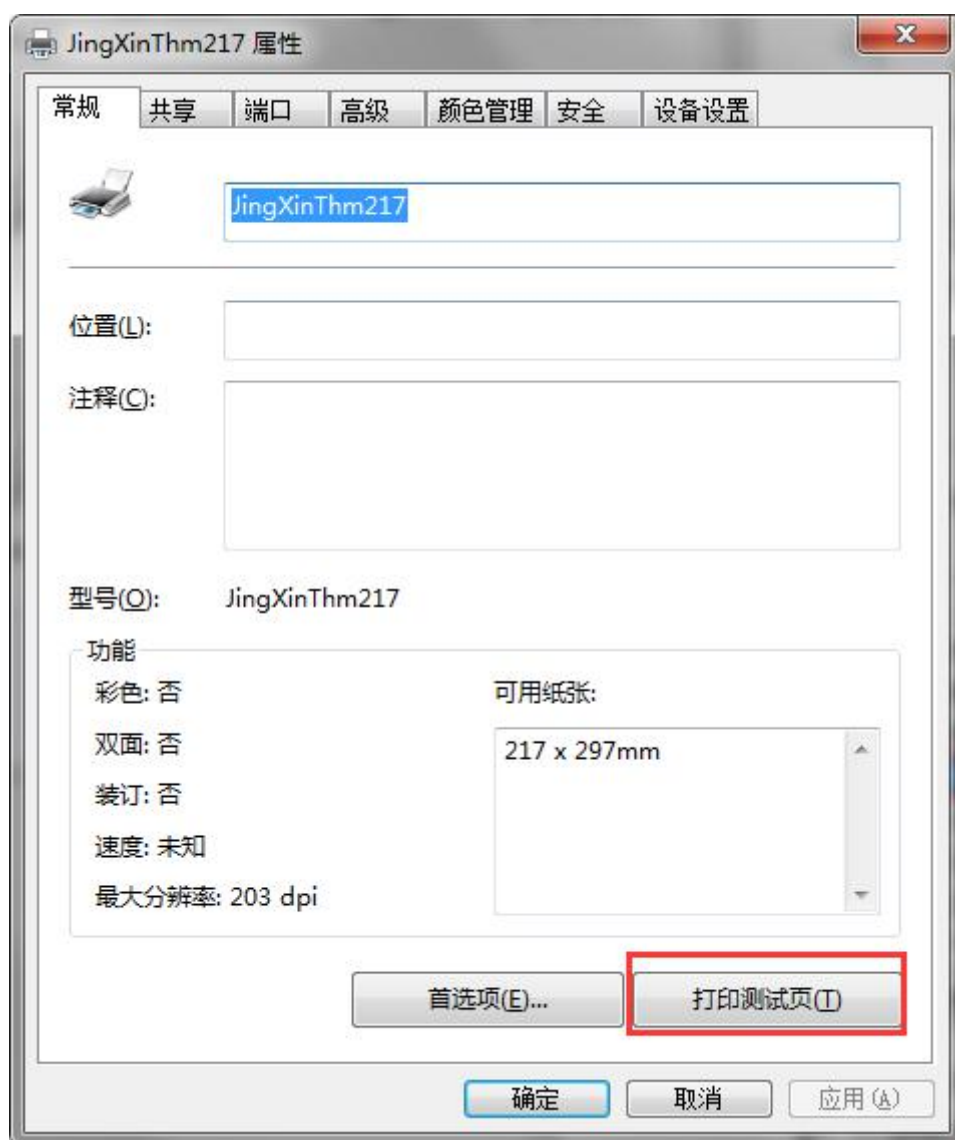 JingXinThm217 属性
常规 共享 端口 高级 颜色管理 安全 设备设置
JingXinThm217
位置(L):
注释(C):
型号(O): JingXinThm217
功能
彩色: 否 可用纸张:
双面: 否 217 x 297mm
装订: 否
速度: 未知
最大分辨率: 203 dpi
首选项(E)... 打印测试页(T)
确定 取消 应用(A)